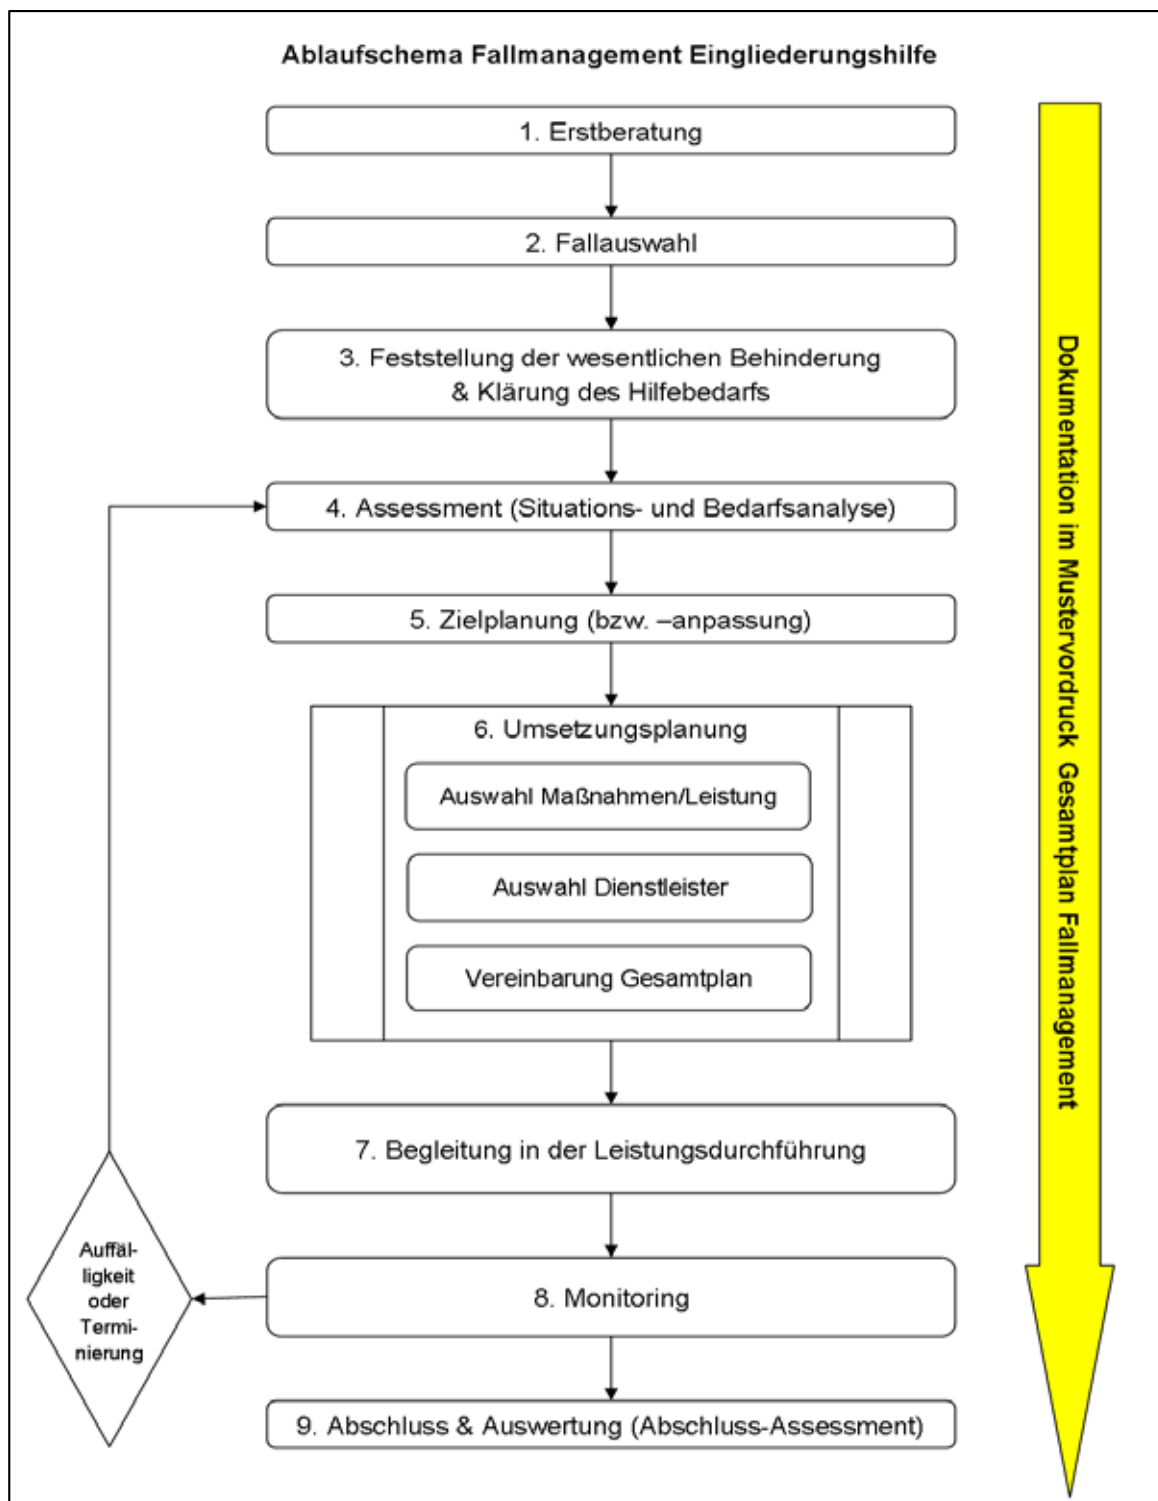 Ablaufschema Fallmanagement Eingliederungshilfe
1. Erstberatung
2. Fallauswahl
3. Feststellung der wesentlichen Behinderung
& Klärung des Hilfebedarfs
4. Assessment (Situations- und Bedarfsanalyse)
5. Zielplanung (bzw. –anpassung)
6. Umsetzungsplanung
Auswahl Maßnahmen/Leistung
Auswahl Dienstleister
Vereinbarung Gesamtplan
7. Begleitung in der Leistungsdurchführung
8. Monitoring
Auffäl-
ligkeit
oder
Termi-
nierung
9. Abschluss & Auswertung (Abschluss-Assessment)
Dokumentation im Mustervordruck Gesamtplan Fallmanagement